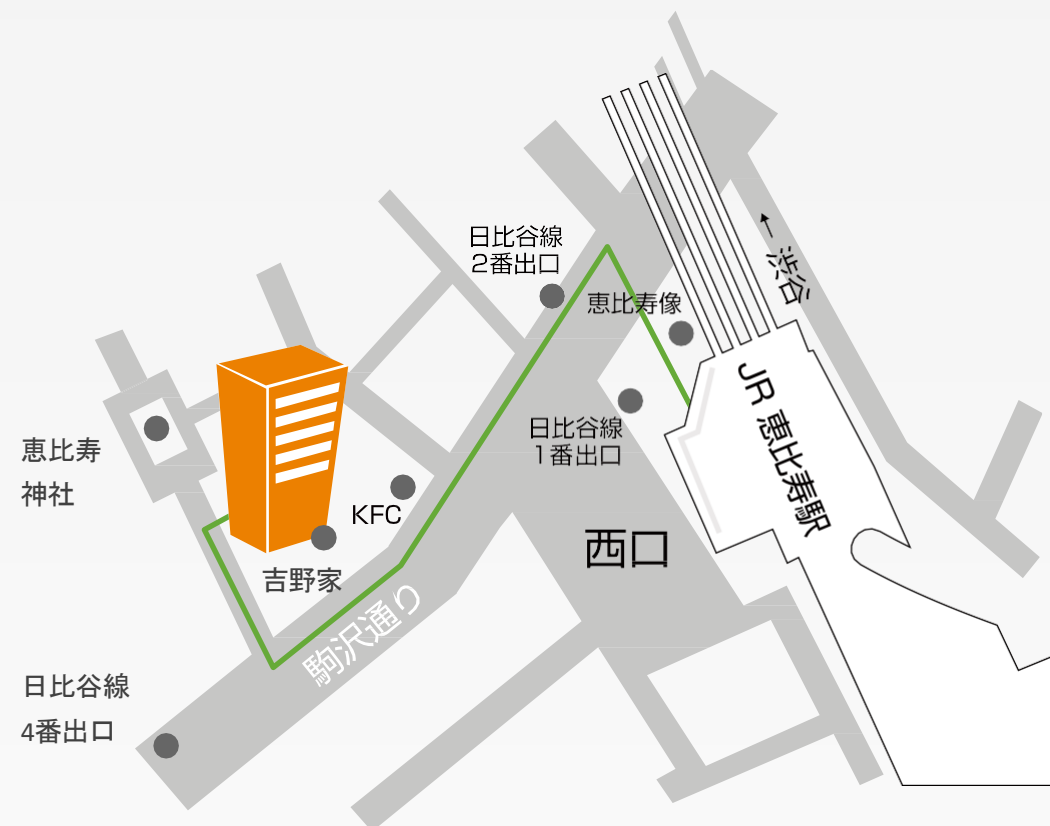 ← 渋谷
日比谷線
2番出口
恵比寿像
JR 恵比寿駅
日比谷線
1番出口
恵比寿
神社
KFC
西口
吉野家
駒沢通り
日比谷線
4番出口